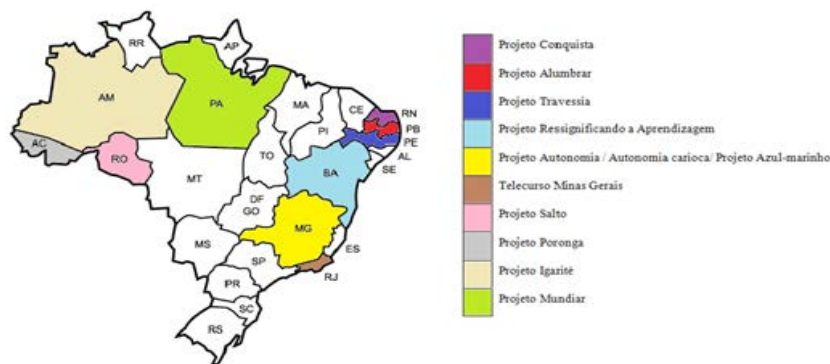 RR
AP
AM
PA
MA
CE
RN
PI
PB
PE
AC
AL
RO
TO
SE
MT
BA
DF
GO
MG
MS
ES
SP
RJ
PR
SC
RS
Projeto Conquista
Projeto Alumbrar
Projeto Travessia
Projeto Ressignificando a Aprendizagem
Projeto Autonomia / Autonomia carioca/ Projeto Azul-marinho
Telecurso Minas Gerais
Projeto Salto
Projeto Poronga
Projeto Igaritè
Projeto Mundiar